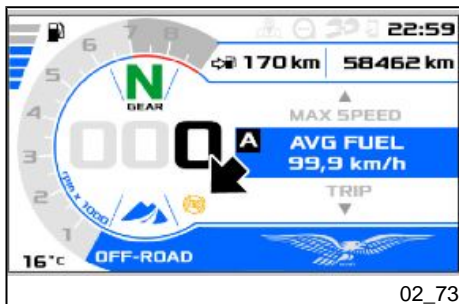 22:59
7 8
6
5
4
3
2
1
rpm x 1000
170 km 58462 km
N
GEAR
000
MAX SPEED
A
AVG FUEL
99,9 km/h
TRIP
OFF-ROAD
16°C
02_73